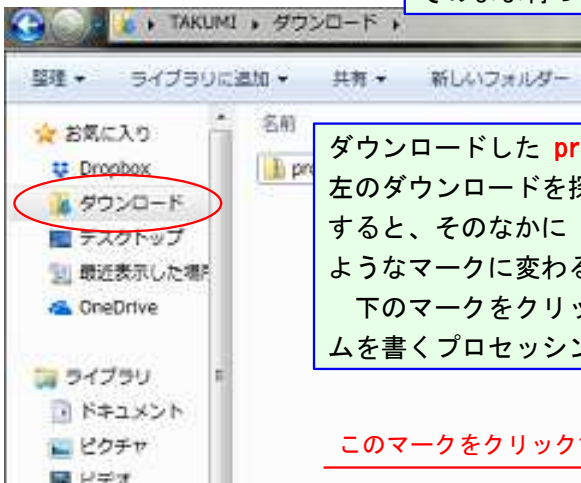 TAKUMI ▸ ダウンロード ▸
整理 ライブラリに追加 共有 新しいフォルダー
名前
お気に入り
Dropbox
ダウンロード
デスクトップ
最近表示した場
OneDrive
ライブラリ
ドキュメント
ピクチャ
ビデオ
ダウンロードした pr
左のダウンロードを探
すると、そのなかに
ようなマークに変わる
下のマークをクリッ
ムを書くプロセッシン
このマークをクリック